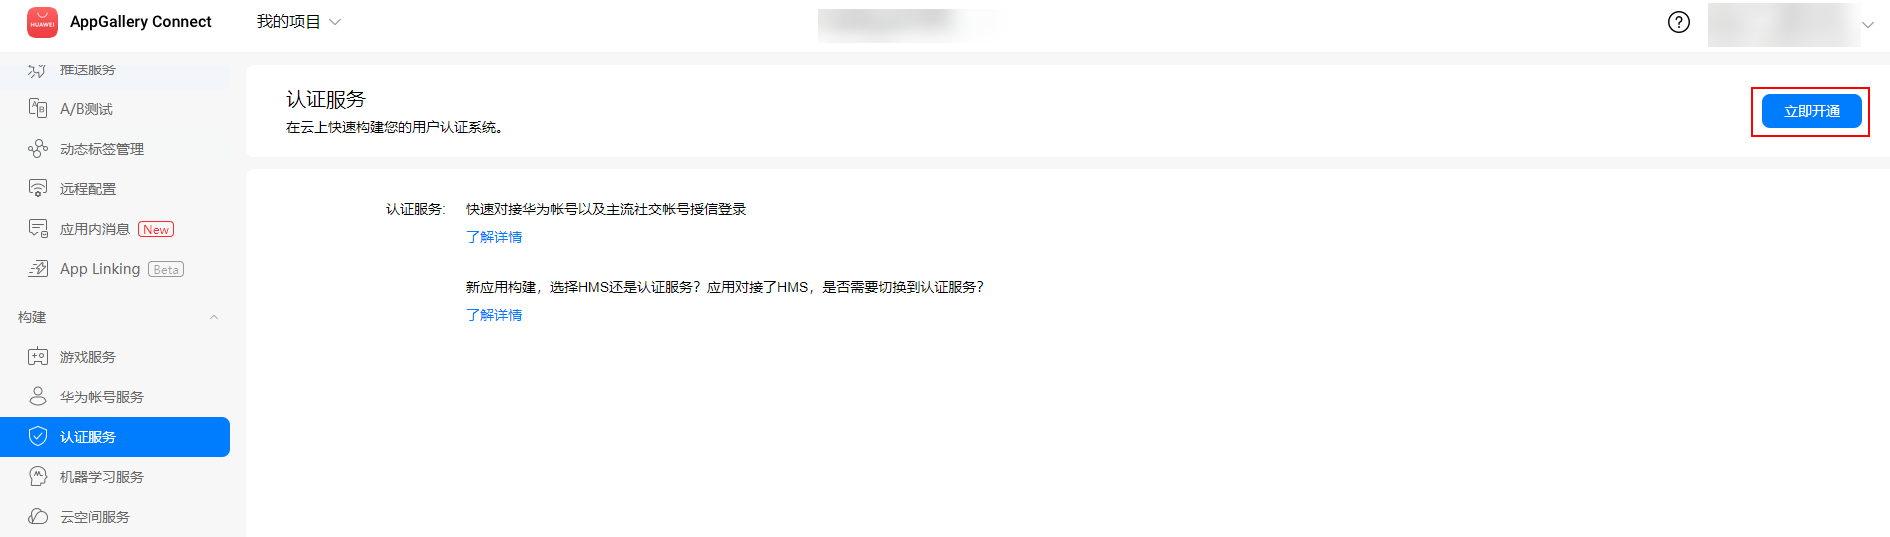 HUAWEI
AppGallery Connect
我的项目
推送服务
A/B测试
动态标签管理
远程配置
应用内消息 New
App Linking Beta
构建
游戏服务
华为帐号服务
认证服务
机器学习服务
云空间服务
认证服务
在云上快速构建您的用户认证系统。
立即开通
认证服务: 快速对接华为帐号以及主流社交帐号授信登录
了解详情
新应用构建，选择HMS还是认证服务？应用对接了HMS，是否需要切换到认证服务？
了解详情